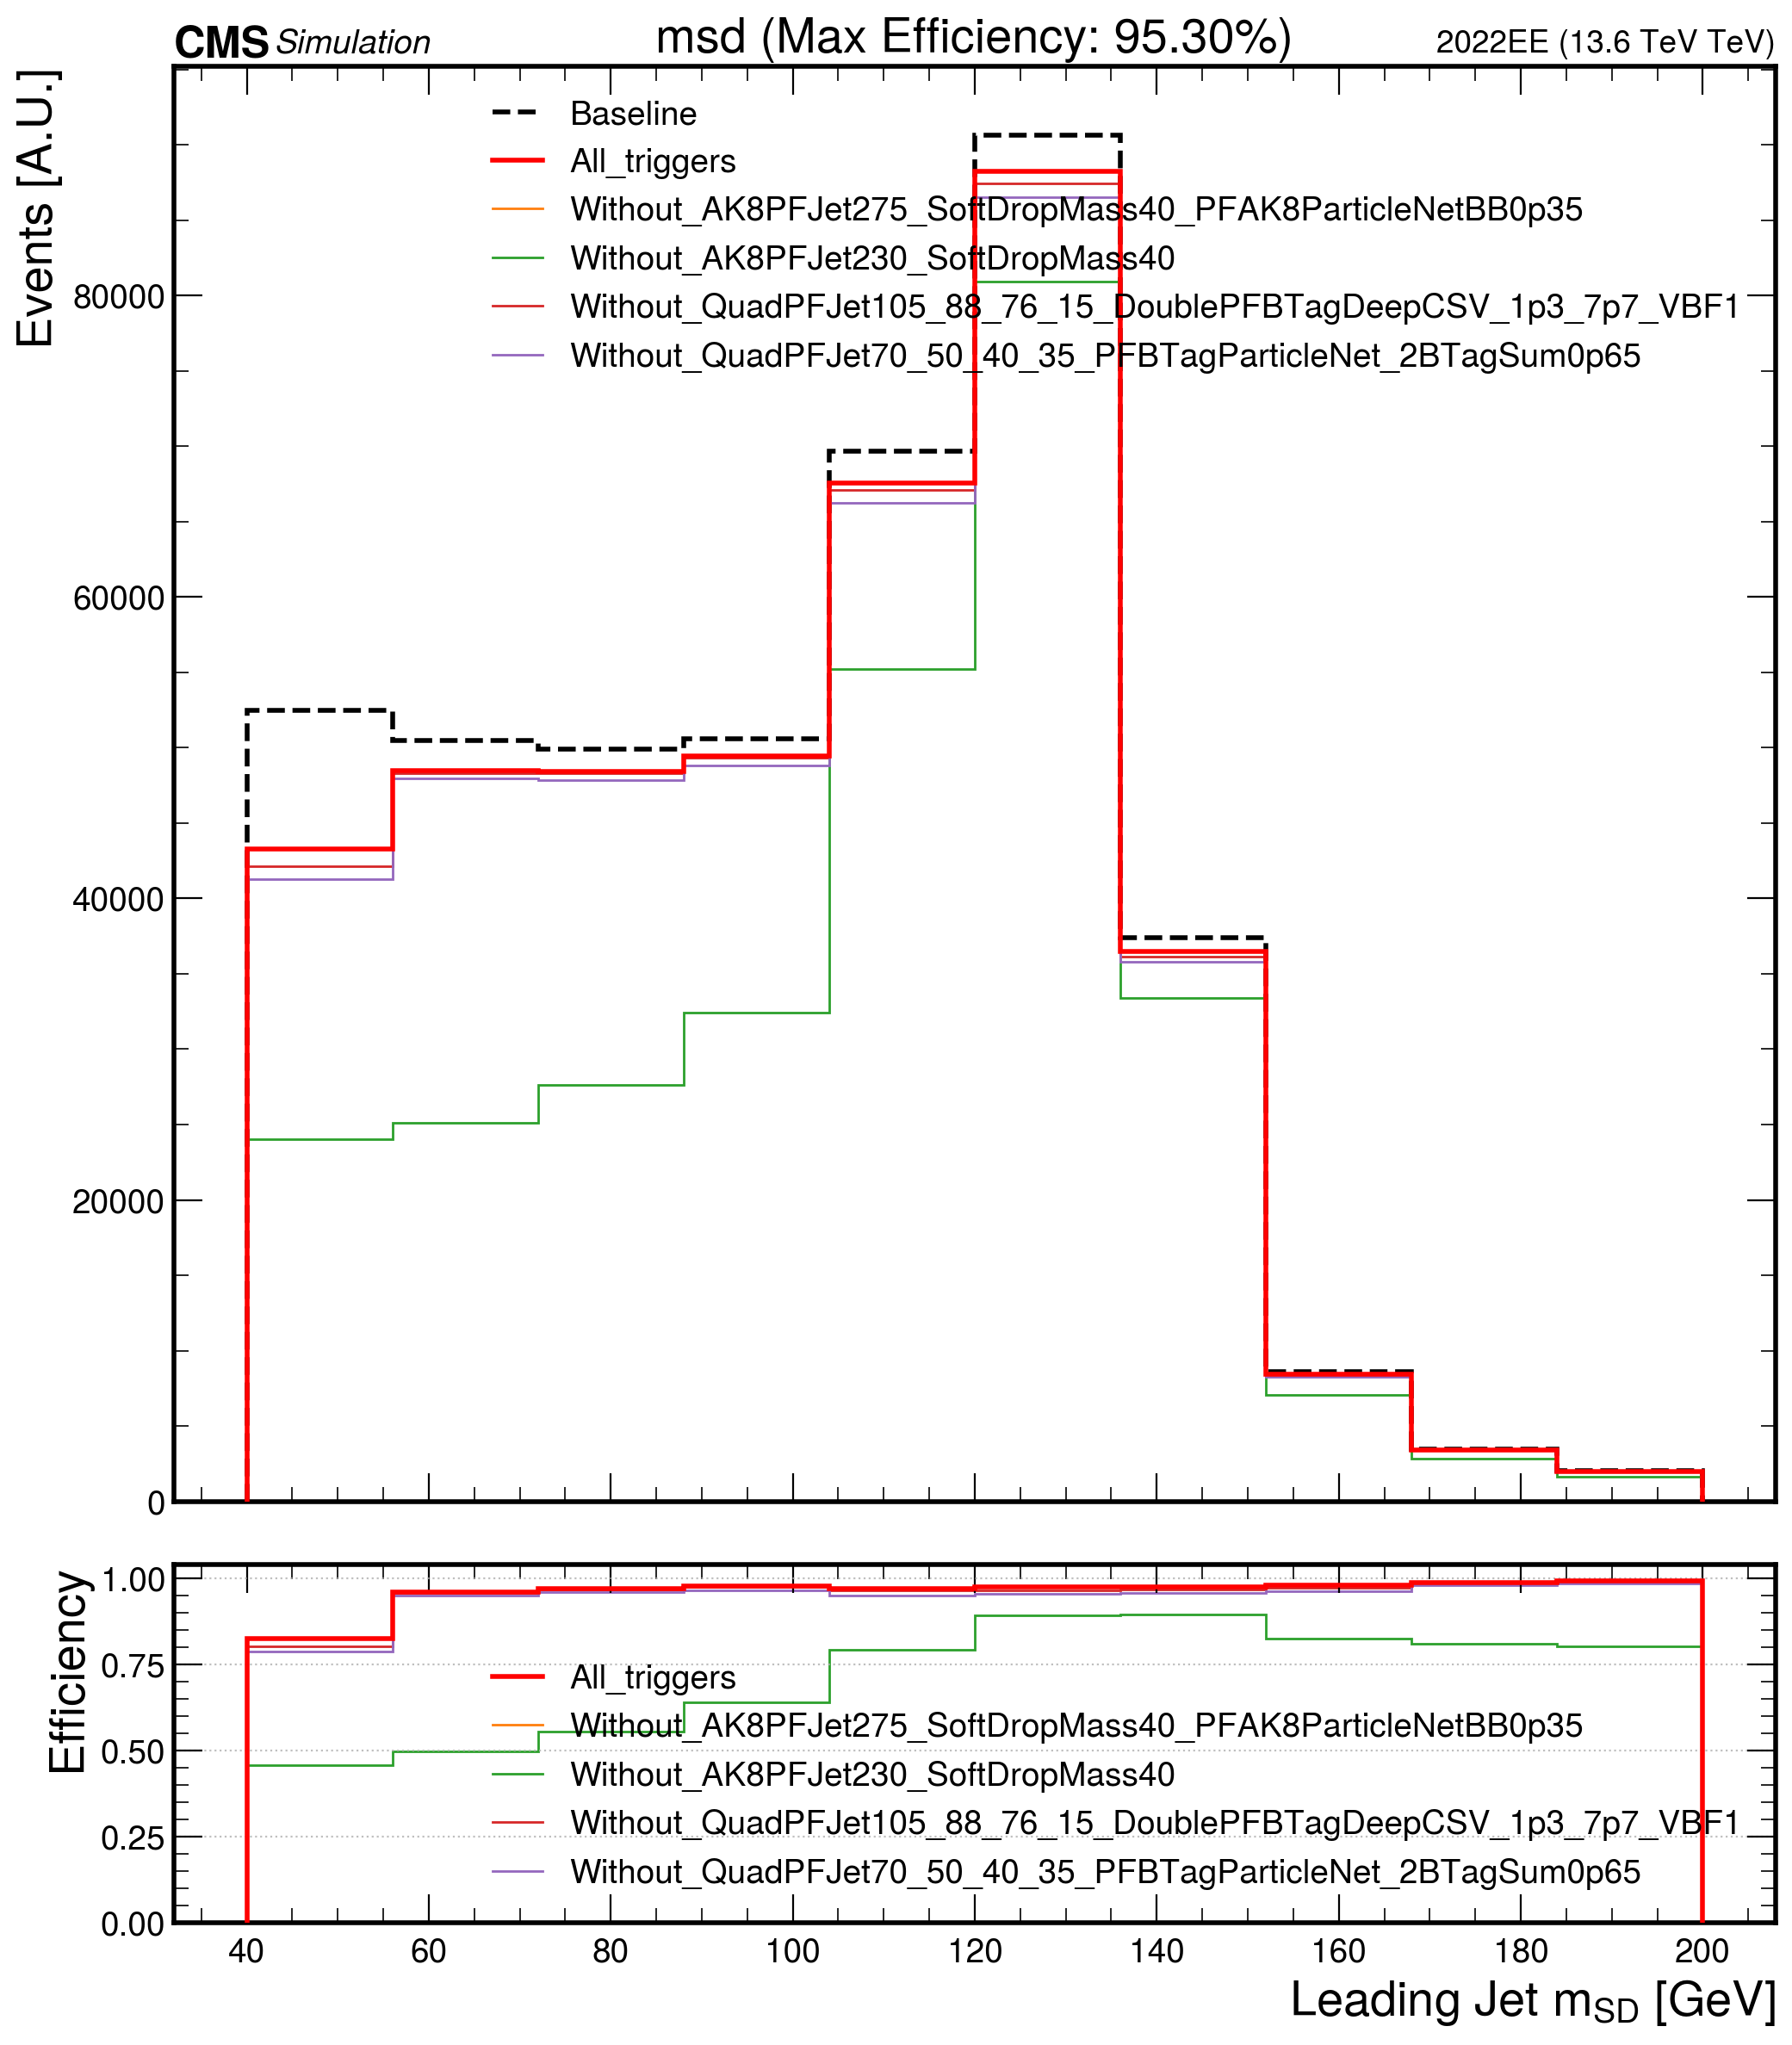 CMS Simulation msd (Max Efficiency: 95.30%) 2022EE (13.6 TeV TeV)
Events [A.U.]
Baseline
All_triggers
Without_AK8PFJet275_SoftDropMass40_PFAK8ParticleNetBB0p35
Without_AK8PFJet230_SoftDropMass40
Without_QuadPFJet105_88_76_15_DoublePFBTagDeepCSV_1p3_7p7_VBF1
Without_QuadPFJet70_50_40_35_PFBTagParticleNet_2BTagSum0p65
80000
60000
40000
20000
0
Efficiency
1.00
0.75
0.50
0.25
0.00
All_triggers
Without_AK8PFJet275_SoftDropMass40_PFAK8ParticleNetBB0p35
Without_AK8PFJet230_SoftDropMass40
Without_QuadPFJet105_88_76_15_DoublePFBTagDeepCSV_1p3_7p7_VBF1
Without_QuadPFJet70_50_40_35_PFBTagParticleNet_2BTagSum0p65
40 60 80 100 120 140 160 180 200
Leading Jet m_SD [GeV]